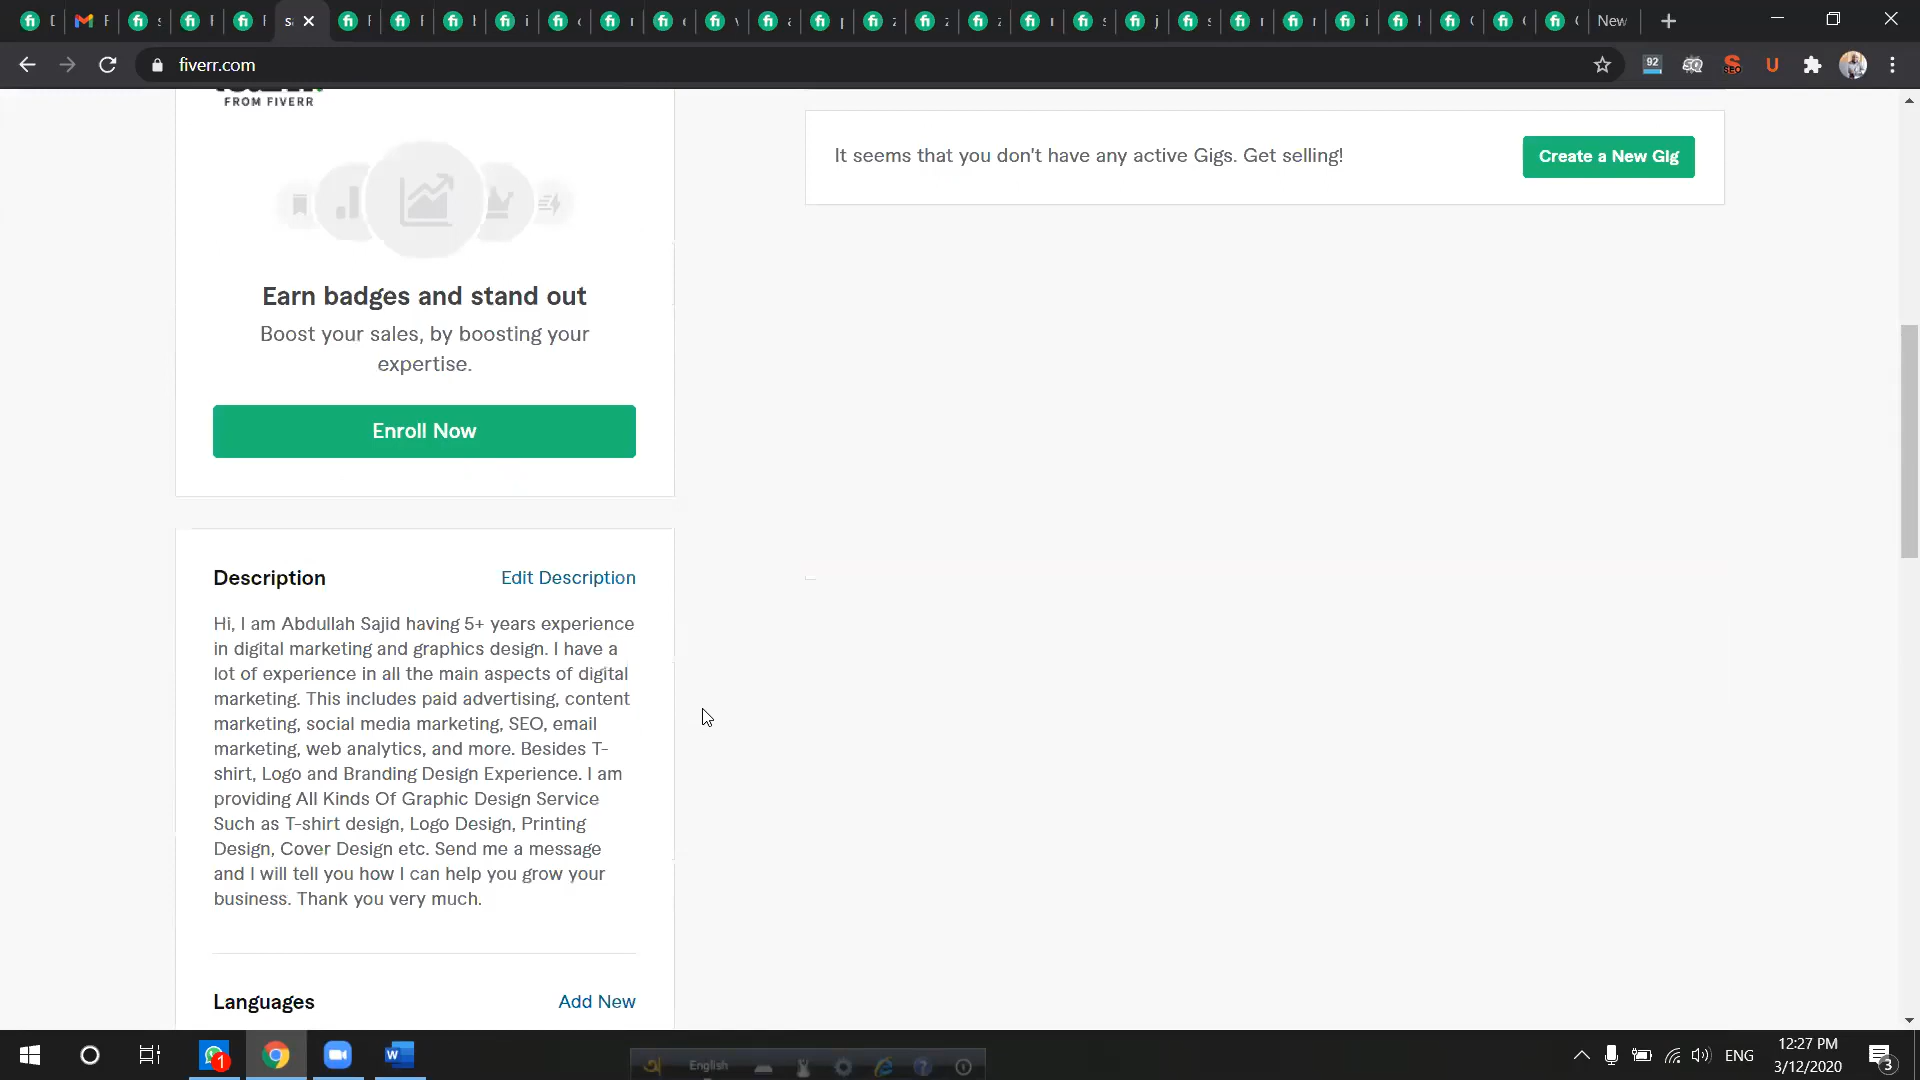 New
fiverr.com
92
SEO
U
FROM FIVERR
It seems that you don't have any active Gigs. Get selling!
Create a New Gig
Earn badges and stand out
Boost your sales, by boosting your
expertise.
Enroll Now
Description
Edit Description
Hi, I am Abdullah Sajid having 5+ years experience
in digital marketing and graphics design. I have a
lot of experience in all the main aspects of digital
marketing. This includes paid advertising, content
marketing, social media marketing, SEO, email
marketing, web analytics, and more. Besides T-
shirt, Logo and Branding Design Experience. I am
providing All Kinds Of Graphic Design Service
Such as T-shirt design, Logo Design, Printing
Design, Cover Design etc. Send me a message
and I will tell you how I can help you grow your
business. Thank you very much.
Languages
Add New
1
W
English
ENG
12:27 PM
3/12/2020
3